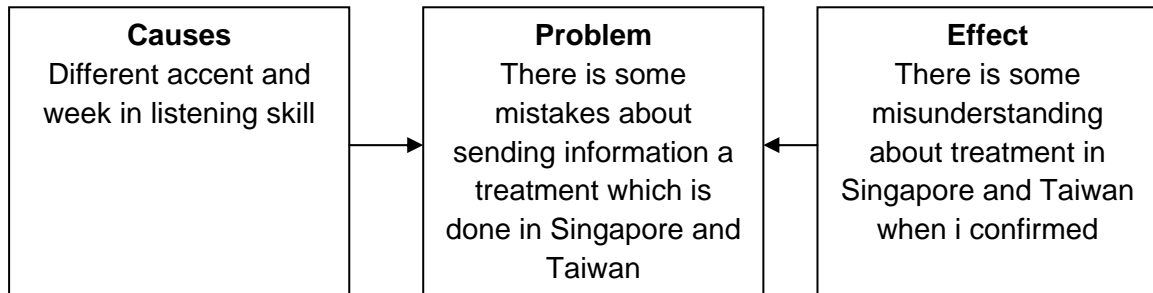 Causes
Different accent and
week in listening skill
Problem
There is some
mistakes about
sending information a
treatment which is
done in Singapore and
Taiwan
Effect
There is some
misunderstanding
about treatment in
Singapore and Taiwan
when i confirmed